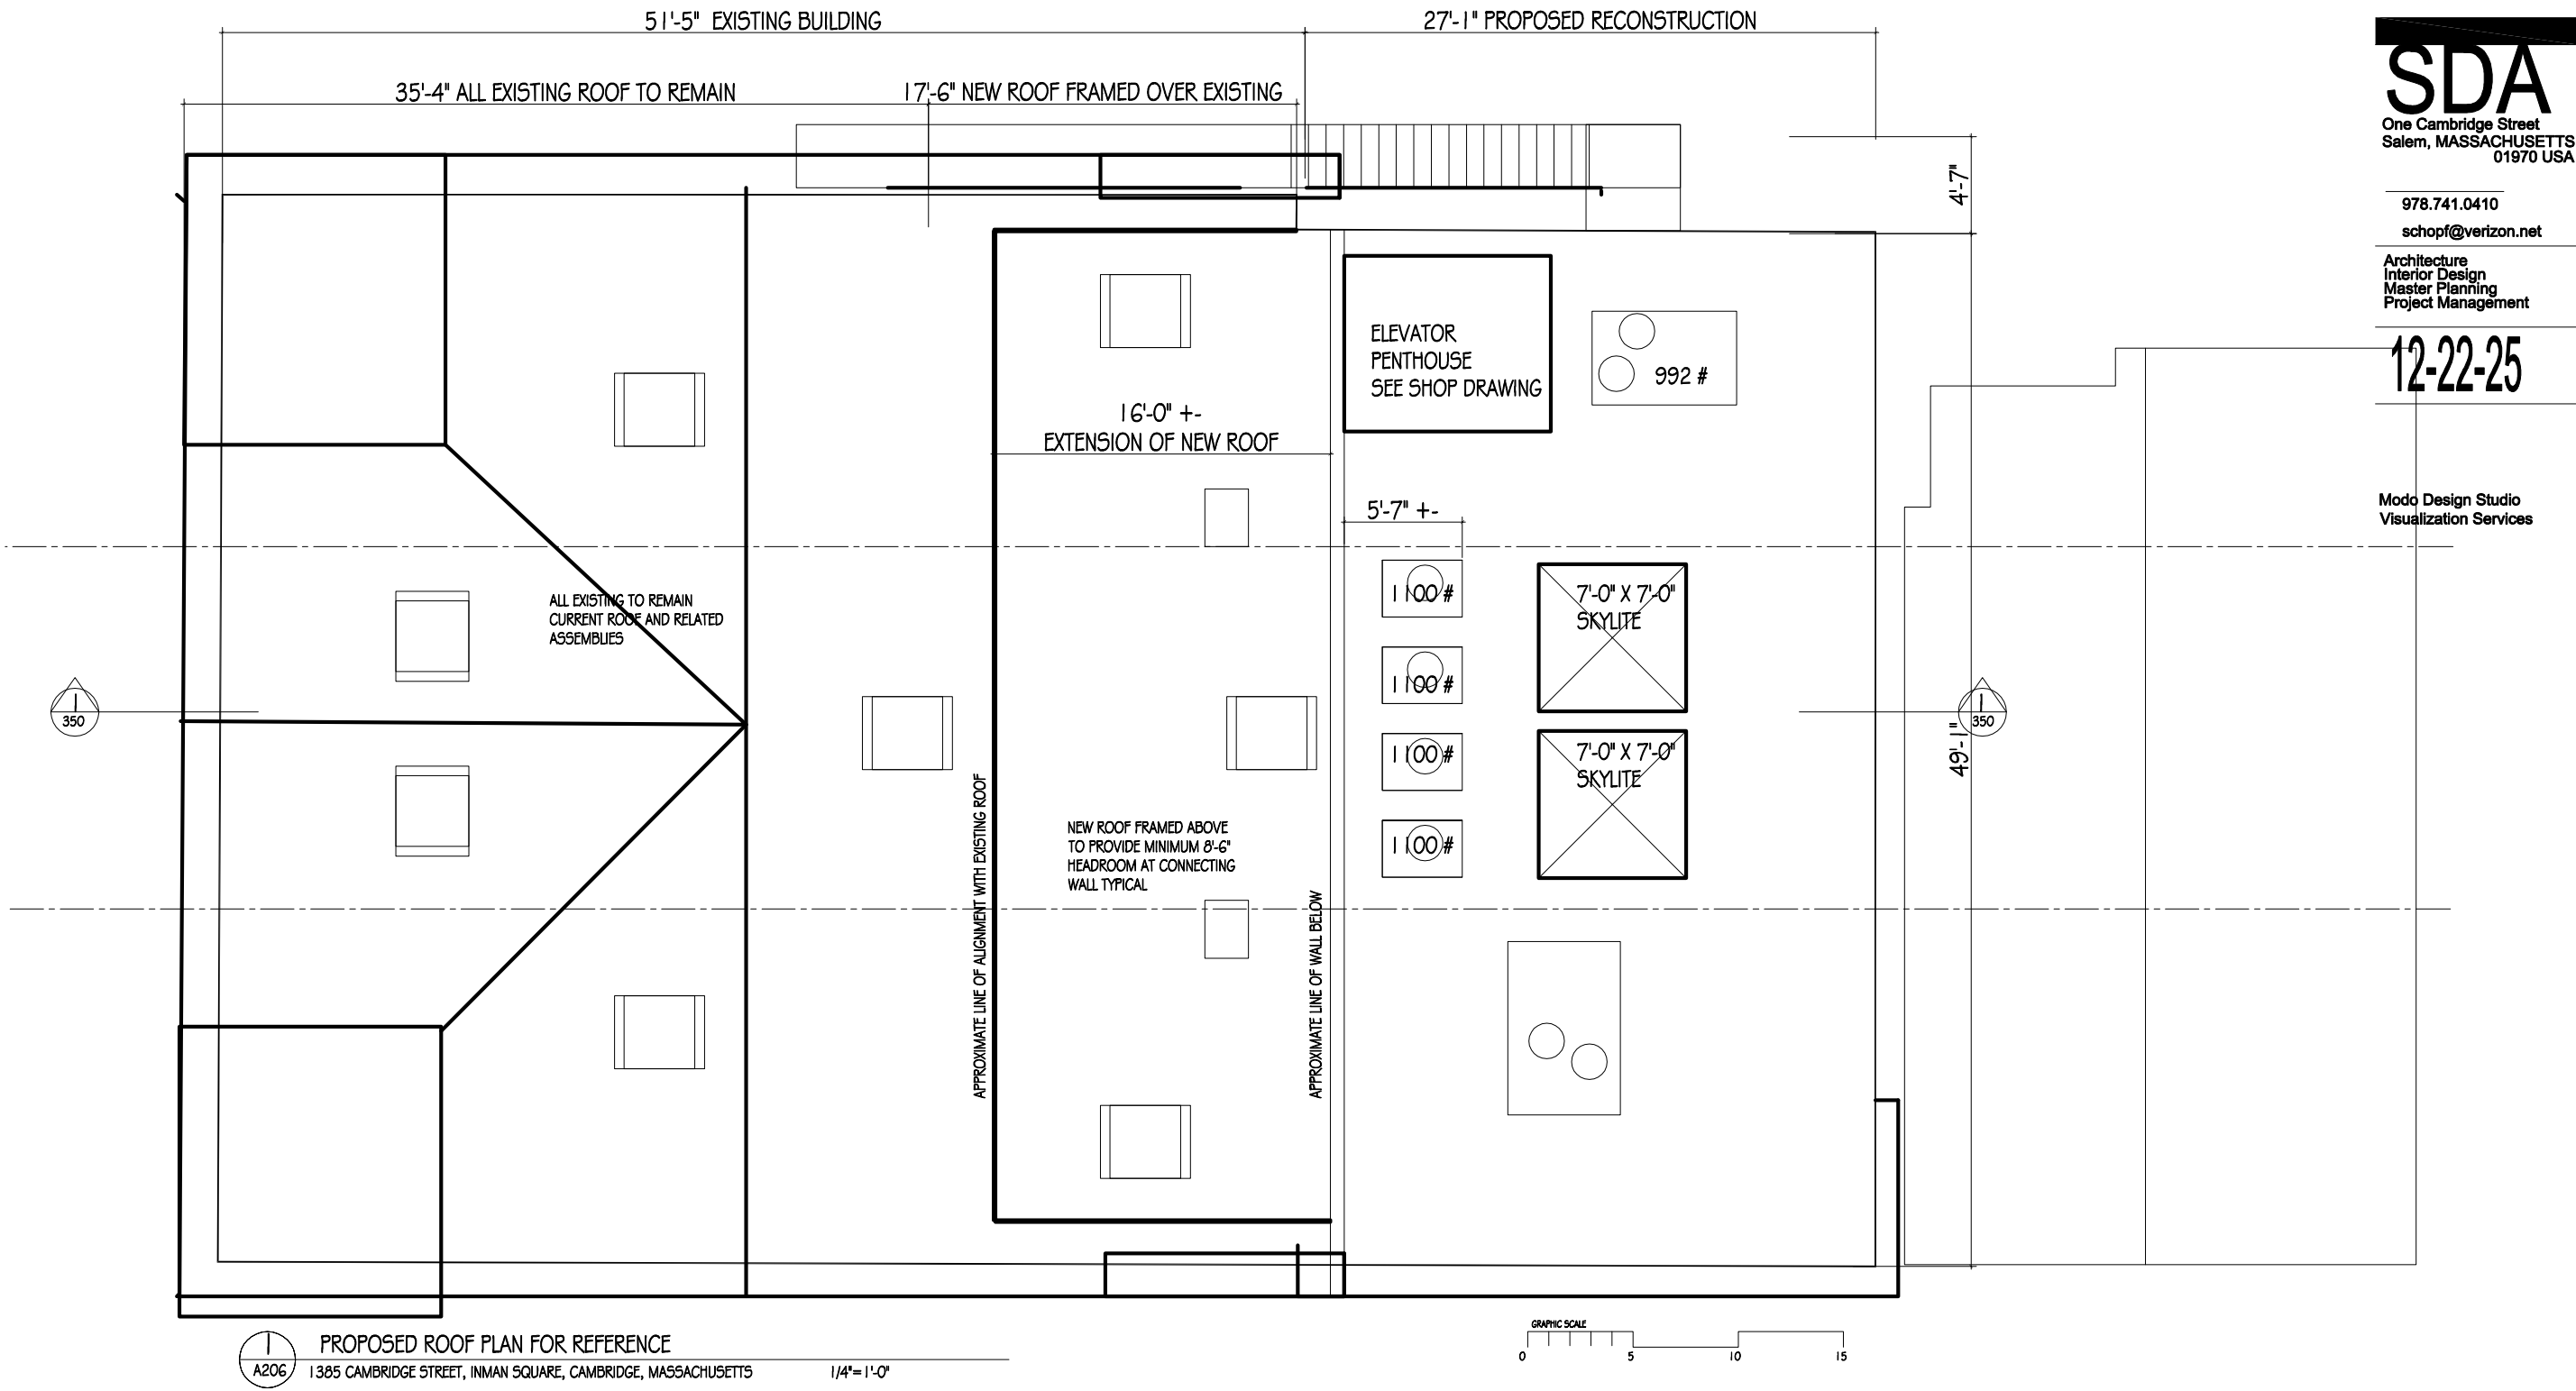 51'-5" EXISTING BUILDING
27'-1" PROPOSED RECONSTRUCTION
35'-4" ALL EXISTING ROOF TO REMAIN
17'-6" NEW ROOF FRAMED OVER EXISTING
4'-7"
SDA
One Cambridge Street
Salem, MASSACHUSETTS
01970 USA
978.741.0410
schopf@verizon.net
Architecture
Interior Design
Master Planning
Project Management
12-22-25
Modo Design Studio
Visualization Services
ELEVATOR
PENTHOUSE
SEE SHOP DRAWING
992 #
16'-0" +-
EXTENSION OF NEW ROOF
5'-7" +-
1100 #
1100 #
1100 #
1100 #
7'-0" X 7'-0"
SKYLITE
7'-0" X 7'-0"
SKYLITE
ALL EXISTING TO REMAIN
CURRENT ROOF AND RELATED
ASSEMBLIES
1
350
1
350
49'-1"
APPROXIMATE LINE OF ALIGNMENT WITH EXISTING ROOF
NEW ROOF FRAMED ABOVE
TO PROVIDE MINIMUM 8'-6"
HEADROOM AT CONNECTING
WALL TYPICAL
APPROXIMATE LINE OF WALL BELOW
1
A206
PROPOSED ROOF PLAN FOR REFERENCE
1385 CAMBRIDGE STREET, INMAN SQUARE, CAMBRIDGE, MASSACHUSETTS 1/4"=1'-0"
GRAPHIC SCALE
0 5 10 15